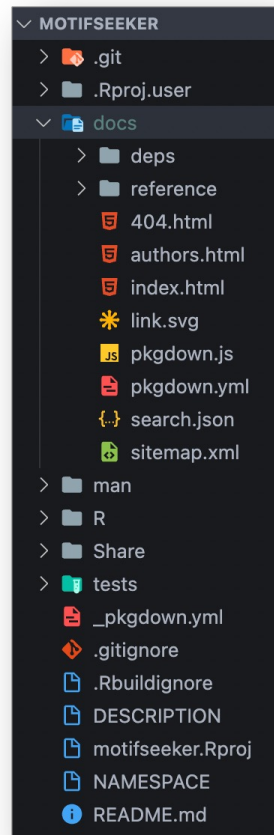 MOTIFSEEKER
.git
.Rproj.user
docs
deps
reference
404.html
authors.html
index.html
link.svg
JS pkgdown.js
pkgdown.yml
{..} search.json
sitemap.xml
man
R
Share
tests
_pkgdown.yml
.gitignore
.Rbuildignore
DESCRIPTION
motifseeker.Rproj
NAMESPACE
README.md